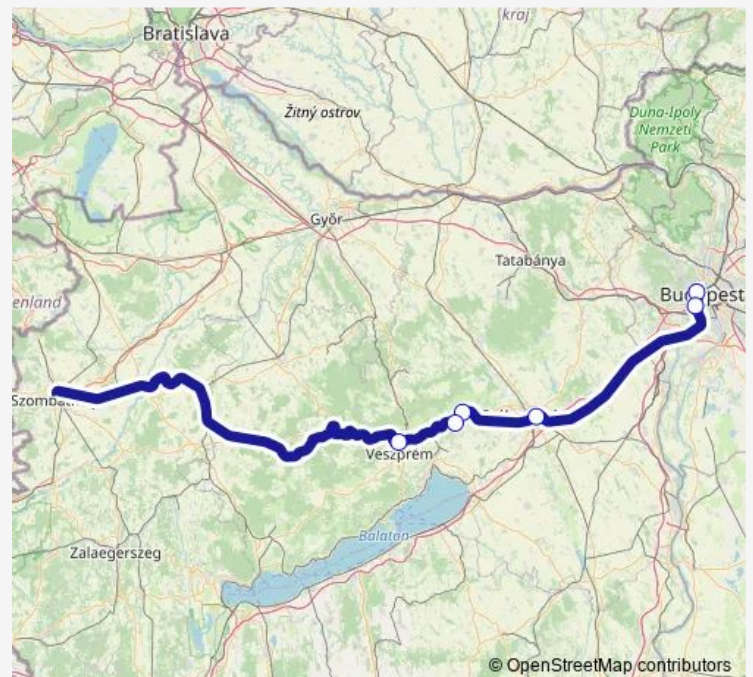 kraj
Bratislava
Žitný ostrov
Duna-Ipoly
Nemzeti
Park
Győr
Tatabánya
Budapest
enland
Veszprém
Balaton
Zalaegerszeg
© OpenStreetMap contributors